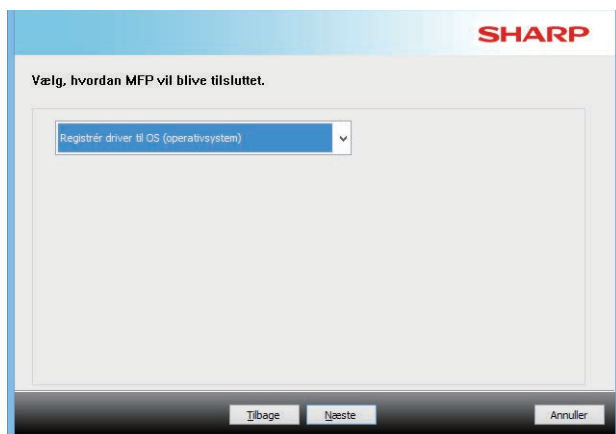 SHARP
Vælg, hvordan MFP vil blive tilsluttet.
Registrér driver til OS (operativsystem)
Tilbage Næste Annuller